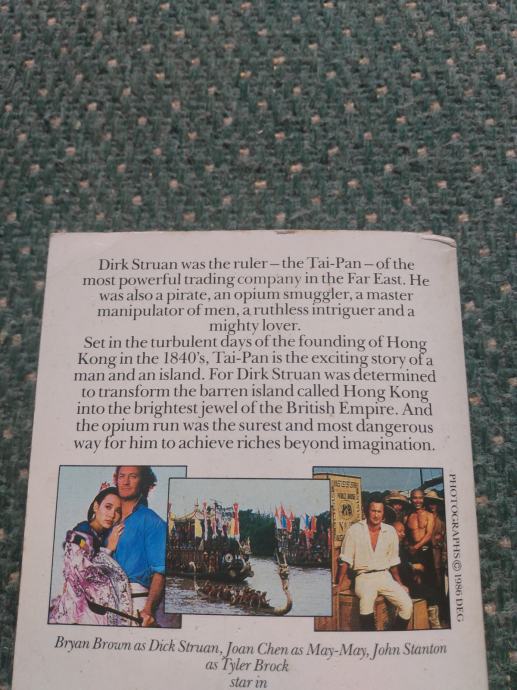 Dirk Struan was the ruler – the Tai-Pan – of the
most powerful trading company in the Far East. He
was also a pirate, an opium smuggler, a master
manipulator of men, a ruthless intriguer and a
mighty lover.
Set in the turbulent days of the founding of Hong
Kong in the 1840's, Tai-Pan is the exciting story of a
man and an island. For Dirk Struan was determined
to transform the barren island called Hong Kong
into the brightest jewel of the British Empire. And
the opium run was the surest and most dangerous
way for him to achieve riches beyond imagination.
PHOTOGRAPHS © 1986 DEG
Bryan Brown as Dick Struan, Joan Chen as May-May, John Stanton
as Tyler Brock
star in